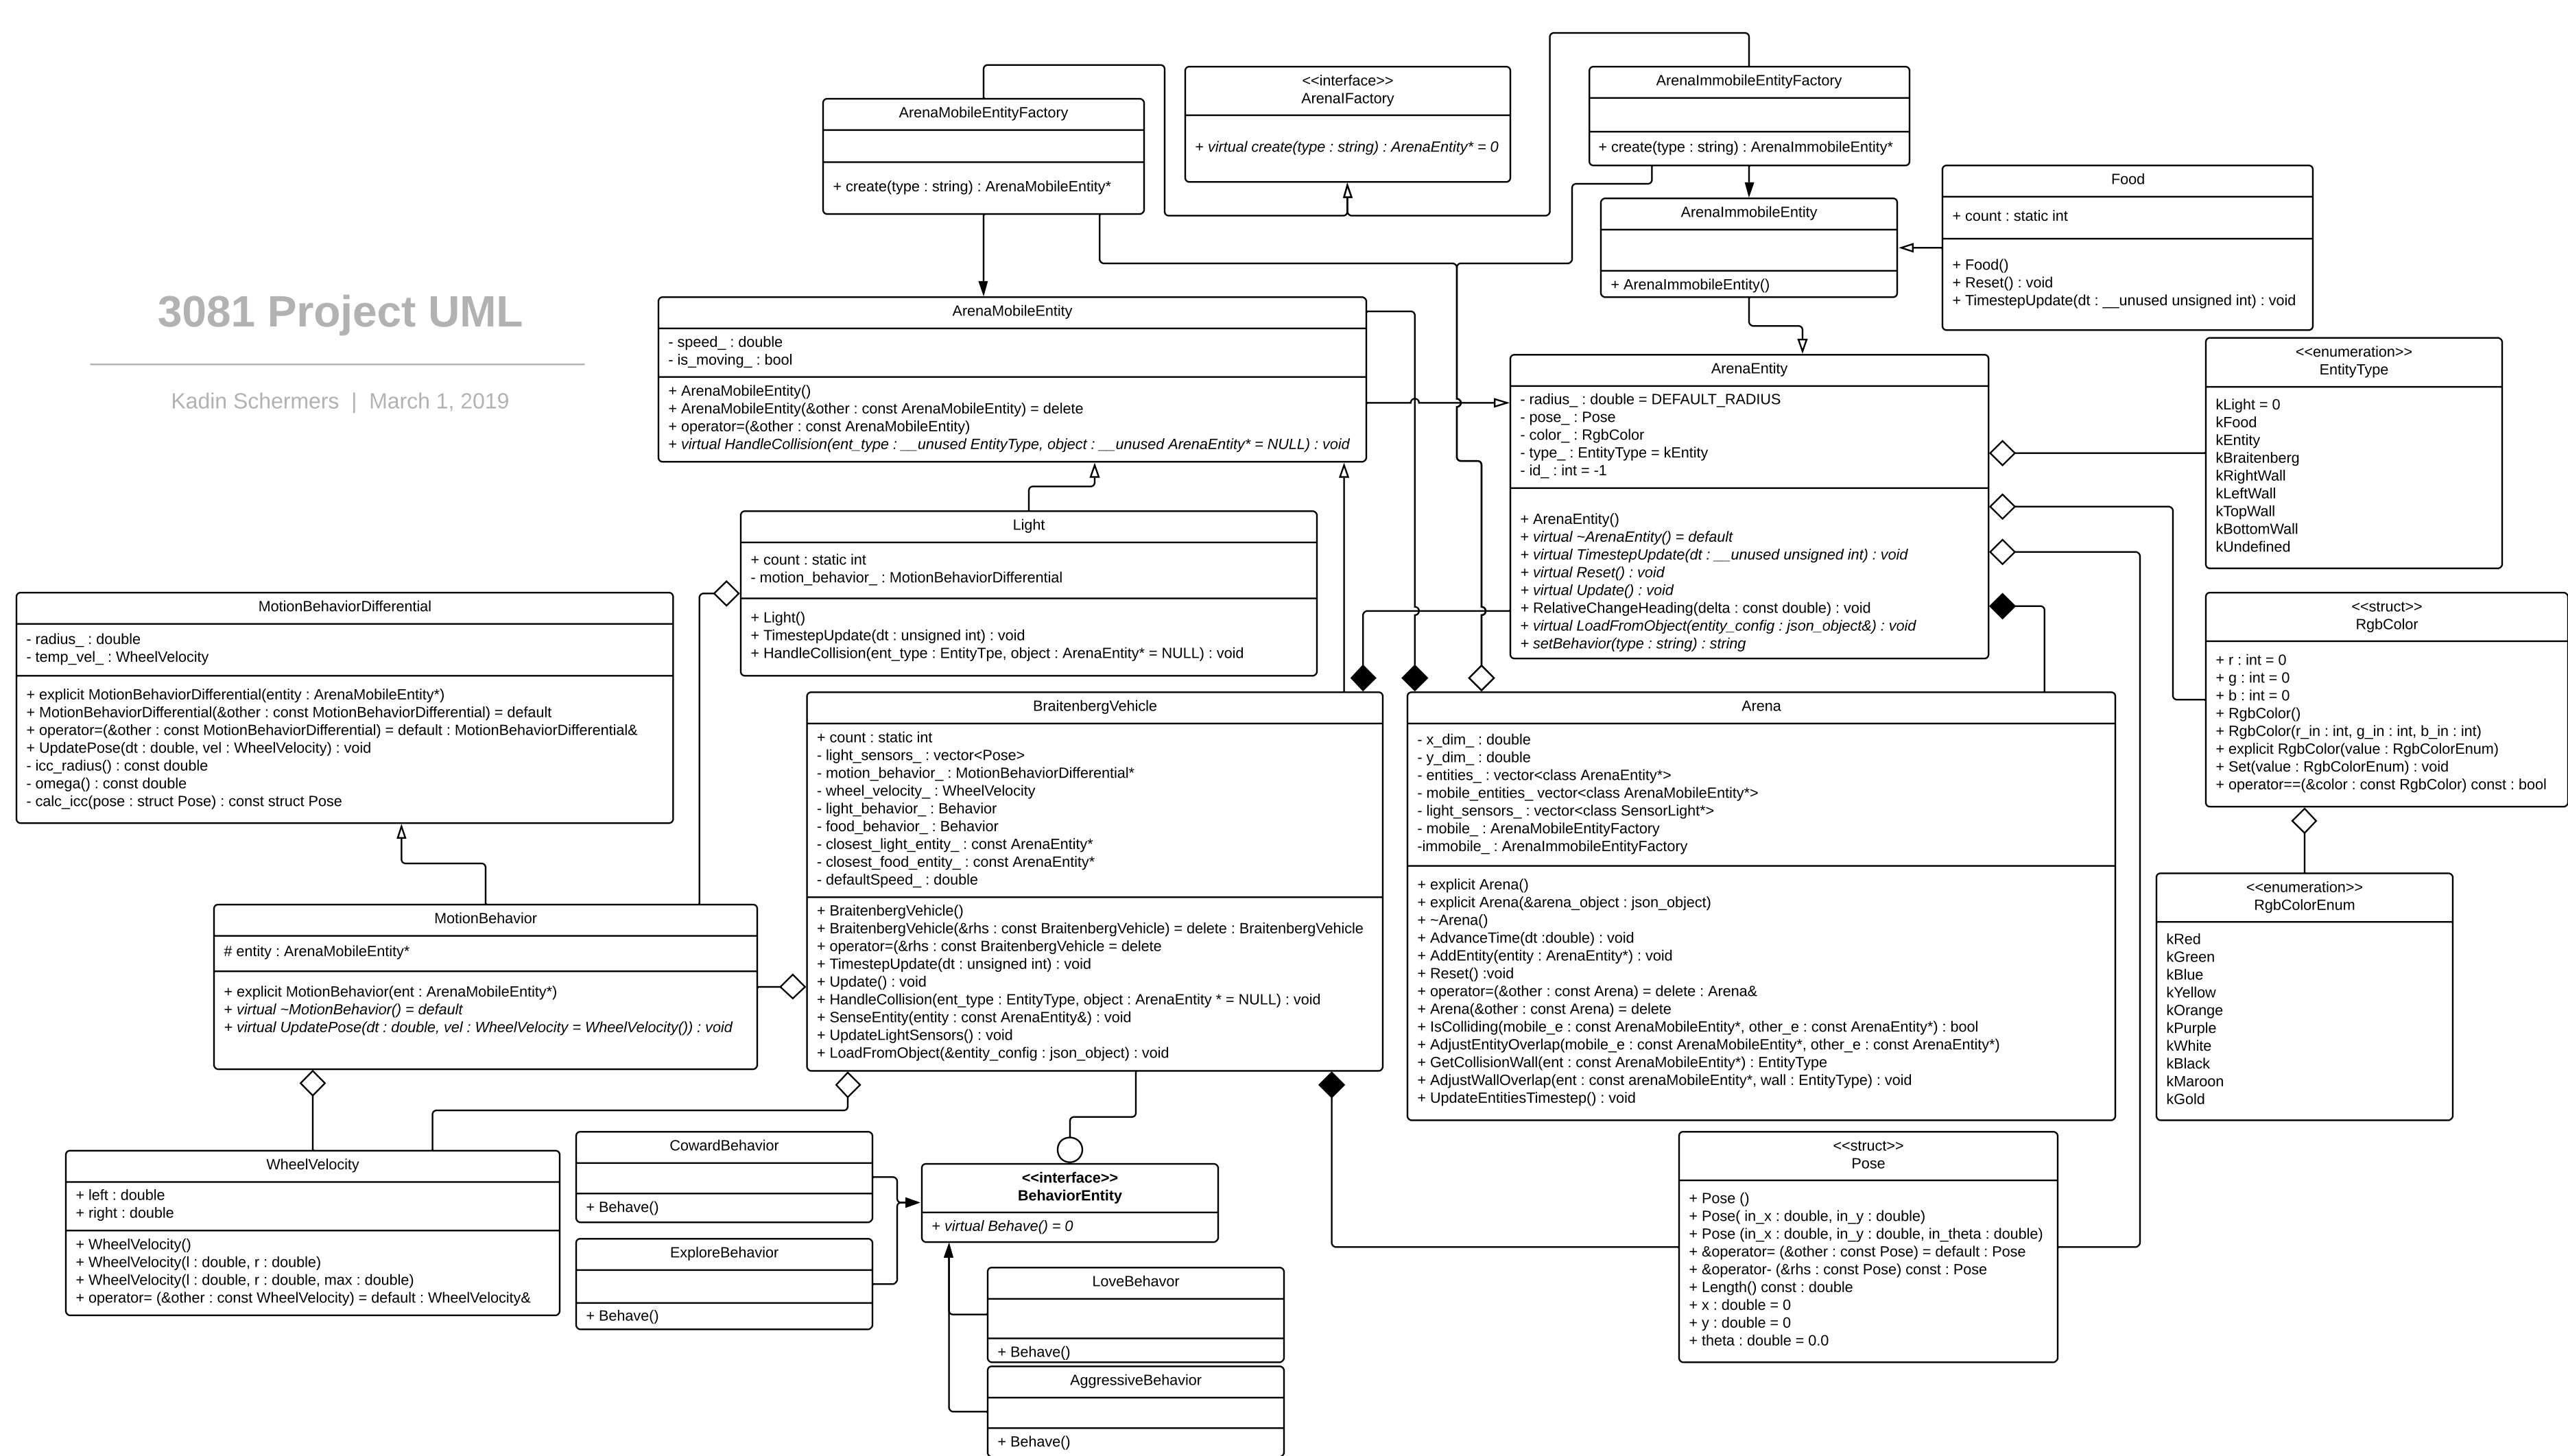 3081 Project UML
Kadin Schermers | March 1, 2019
ArenaMobileEntityFactory
+ create(type : string) : ArenaMobileEntity*
<<interface>>
ArenaIFactory
+ virtual create(type : string) : ArenaEntity* = 0
ArenaImmobileEntityFactory
+ create(type : string) : ArenaImmobileEntity*
ArenaImmobileEntity
+ ArenaImmobileEntity()
Food
+ count : static int
+ Food()
+ Reset() : void
+ TimestepUpdate(dt : __unused unsigned int) : void
ArenaMobileEntity
- speed_ : double
- is_moving_ : bool
+ ArenaMobileEntity()
+ ArenaMobileEntity(&other : const ArenaMobileEntity) = delete
+ operator=(&other : const ArenaMobileEntity)
+ virtual HandleCollision(ent_type : __unused EntityType, object : __unused ArenaEntity* = NULL) : void
ArenaEntity
- radius_ : double = DEFAULT_RADIUS
- pose_ : Pose
- color_ : RgbColor
- type_ : EntityType = kEntity
- id_ : int = -1
+ ArenaEntity()
+ virtual ~ArenaEntity() = default
+ virtual TimestepUpdate(dt : __unused unsigned int) : void
+ virtual Reset() : void
+ virtual Update() : void
+ RelativeChangeHeading(delta : const double) : void
+ virtual LoadFromObject(entity_config : json_object&) : void
+ setBehavior(type : string) : string
<<enumeration>>
EntityType
kLight = 0
kFood
kEntity
kBraitenberg
kRightWall
kLeftWall
kTopWall
kBottomWall
kUndefined
Light
+ count : static int
- motion_behavior_ : MotionBehaviorDifferential
+ Light()
+ TimestepUpdate(dt : unsigned int) : void
+ HandleCollision(ent_type : EntityTpe, object : ArenaEntity* = NULL) : void
MotionBehaviorDifferential
- radius_ : double
- temp_vel_ : WheelVelocity
+ explicit MotionBehaviorDifferential(entity : ArenaMobileEntity*)
+ MotionBehaviorDifferential(&other : const MotionBehaviorDifferential) = default
+ operator=(&other : const MotionBehaviorDifferential) = default : MotionBehaviorDifferential&
+ UpdatePose(dt : double, vel : WheelVelocity) : void
- icc_radius() : const double
- omega() : const double
- calc_icc(pose : struct Pose) : const struct Pose
<<struct>>
RgbColor
+ r : int = 0
+ g : int = 0
+ b : int = 0
+ RgbColor()
+ RgbColor(r_in : int, g_in : int, b_in : int)
+ explicit RgbColor(value : RgbColorEnum)
+ Set(value : RgbColorEnum) : void
+ operator==(&color : const RgbColor) const : bool
BraitenbergVehicle
+ count : static int
- light_sensors_ : vector<Pose>
- motion_behavior_ : MotionBehaviorDifferential*
- wheel_velocity_ : WheelVelocity
- light_behavior_ : Behavior
- food_behavior_ : Behavior
- closest_light_entity_ : const ArenaEntity*
- closest_food_entity_ : const ArenaEntity*
- defaultSpeed_ : double
+ BraitenbergVehicle()
+ BraitenbergVehicle(&rhs : const BraitenbergVehicle) = delete : BraitenbergVehicle
+ operator=(&rhs : const BraitenbergVehicle = delete
+ TimestepUpdate(dt : unsigned int) : void
+ Update() : void
+ HandleCollision(ent_type : EntityType, object : ArenaEntity * = NULL) : void
+ SenseEntity(entity : const ArenaEntity&) : void
+ UpdateLightSensors() : void
+ LoadFromObject(&entity_config : json_object) : void
Arena
- x_dim_ : double
- y_dim_ : double
- entities_ : vector<class ArenaEntity*>
- mobile_entities_ vector<class ArenaMobileEntity*>
- light_sensors_ : vector<class SensorLight*>
- mobile_ : ArenaMobileEntityFactory
-immobile_ : ArenaImmobileEntityFactory
+ explicit Arena()
+ explicit Arena(&arena_object : json_object)
+ ~Arena()
+ AdvanceTime(dt :double) : void
+ AddEntity(entity : ArenaEntity*) : void
+ Reset() :void
+ operator=(&other : const Arena) = delete : Arena&
+ Arena(&other : const Arena) = delete
+ IsColliding(mobile_e : const ArenaMobileEntity*, other_e : const ArenaEntity*) : bool
+ AdjustEntityOverlap(mobile_e : const ArenaMobileEntity*, other_e : const ArenaEntity*)
+ GetCollisionWall(ent : const ArenaMobileEntity*) : EntityType
+ AdjustWallOverlap(ent : const arenaMobileEntity*, wall : EntityType) : void
+ UpdateEntitiesTimestep() : void
<<enumeration>>
RgbColorEnum
kRed
kGreen
kBlue
kYellow
kOrange
kPurple
kWhite
kBlack
kMaroon
kGold
MotionBehavior
# entity : ArenaMobileEntity*
+ explicit MotionBehavior(ent : ArenaMobileEntity*)
+ virtual ~MotionBehavior() = default
+ virtual UpdatePose(dt : double, vel : WheelVelocity = WheelVelocity()) : void
WheelVelocity
+ left : double
+ right : double
+ WheelVelocity()
+ WheelVelocity(l : double, r : double)
+ WheelVelocity(l : double, r : double, max : double)
+ operator= (&other : const WheelVelocity) = default : WheelVelocity&
CowardBehavior
+ Behave()
ExploreBehavior
+ Behave()
<<interface>>
BehaviorEntity
+ virtual Behave() = 0
LoveBehavor
+ Behave()
AggressiveBehavior
+ Behave()
<<struct>>
Pose
+ Pose ()
+ Pose( in_x : double, in_y : double)
+ Pose (in_x : double, in_y : double, in_theta : double)
+ &operator= (&other : const Pose) = default : Pose
+ &operator- (&rhs : const Pose) const : Pose
+ Length() const : double
+ x : double = 0
+ y : double = 0
+ theta : double = 0.0